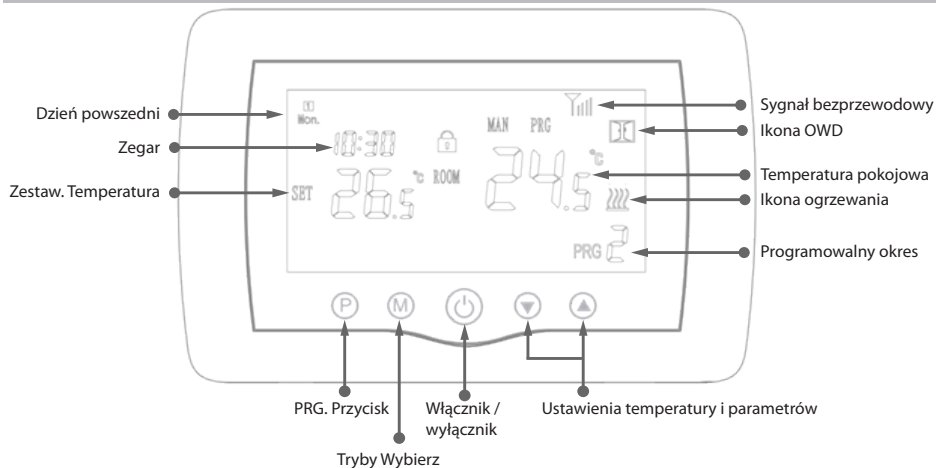 Dzień powszedni
Zegar
Zestaw. Temperatura
1
Mon.
10:30
MAN PRG
SET 26.5 °C ROOM 24.5 °C
PRG 2
Sygnał bezprzewodowy
Ikona OWD
Temperatura pokojowa
Ikona ogrzewania
Programowalny okres
P M
PRG. Przycisk
Włącznik /
wyłącznik
Ustawienia temperatury i parametrów
Tryby Wybierz